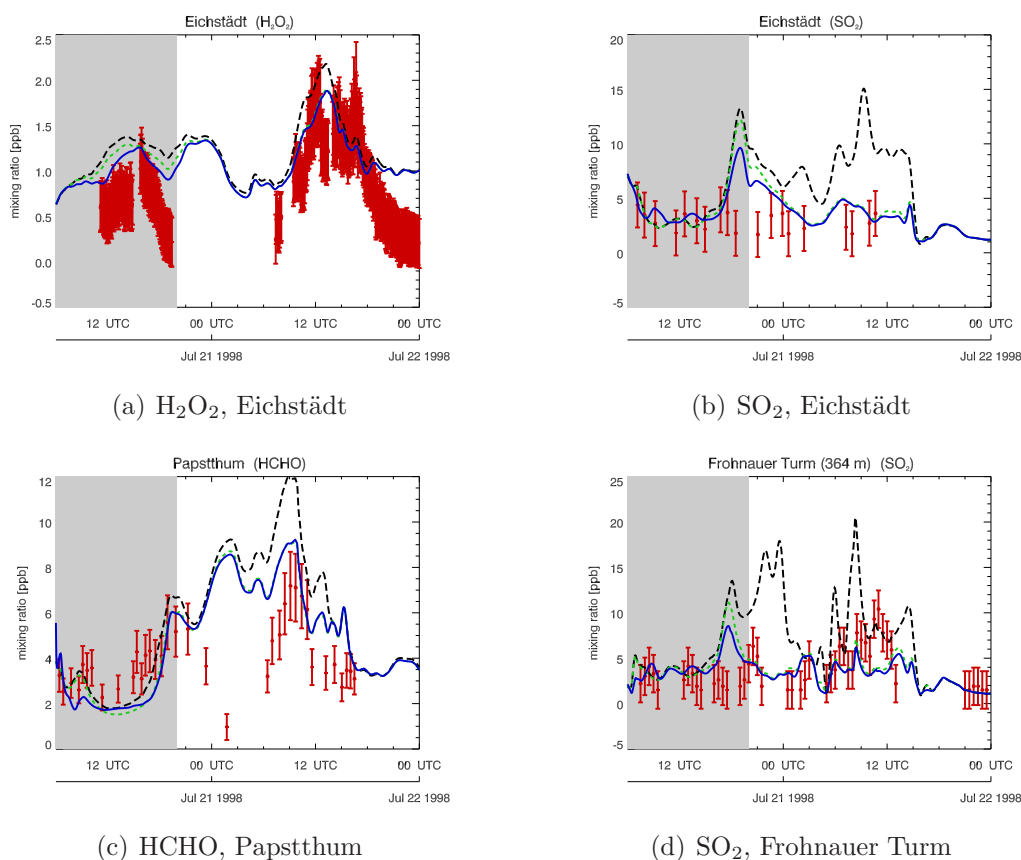 Eichstädt (H₂O₂)
mixing ratio [ppb]
2.5
2.0
1.5
1.0
0.5
0.0
-0.5
12 UTC
00 UTC
12 UTC
00 UTC
Jul 21 1998
Jul 22 1998
(a) H₂O₂, Eichstädt
Eichstädt (SO₂)
mixing ratio [ppb]
20
15
10
5
0
-5
12 UTC
00 UTC
12 UTC
00 UTC
Jul 21 1998
Jul 22 1998
(b) SO₂, Eichstädt
Papstthum (HCHO)
mixing ratio [ppb]
12
10
8
6
4
2
0
12 UTC
00 UTC
12 UTC
00 UTC
Jul 21 1998
Jul 22 1998
(c) HCHO, Papstthum
Frohnauer Turm (364 m) (SO₂)
mixing ratio [ppb]
25
20
15
10
5
0
-5
12 UTC
00 UTC
12 UTC
00 UTC
Jul 21 1998
Jul 22 1998
(d) SO₂, Frohnauer Turm